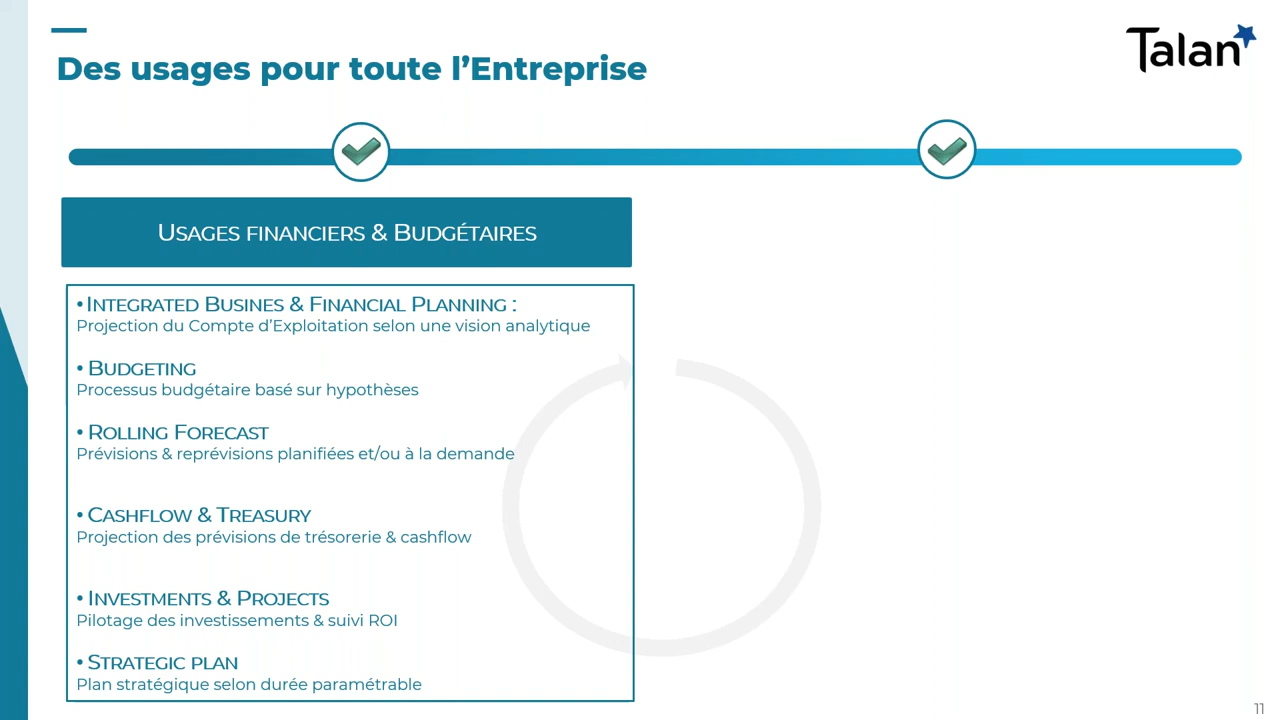 Des usages pour toute l’Entreprise
Talan
USAGES FINANCIERS & BUDGÉTAIRES
• INTEGRATED BUSINES & FINANCIAL PLANNING :
Projection du Compte d’Exploitation selon une vision analytique
• BUDGETING
Processus budgétaire basé sur hypothèses
• ROLLING FORECAST
Prévisions & reprévisions planifiées et/ou à la demande
• CASHFLOW & TREASURY
Projection des prévisions de trésorerie & cashflow
• INVESTMENTS & PROJECTS
Pilotage des investissements & suivi ROI
• STRATEGIC PLAN
Plan stratégique selon durée paramétrable
11